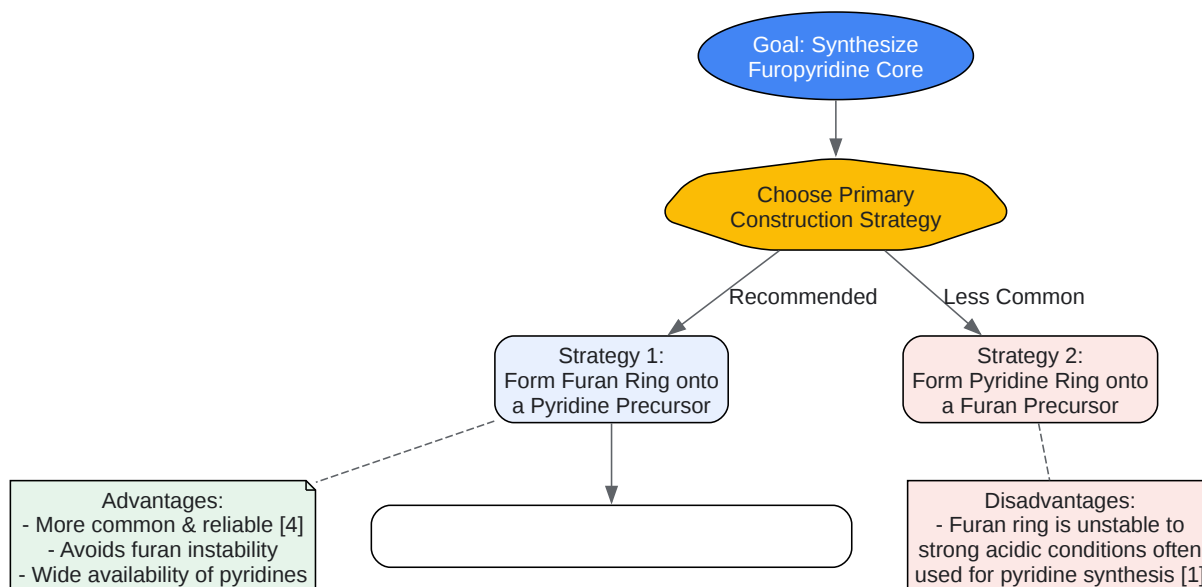 Goal: Synthesize
Furopyridine Core
Choose Primary
Construction Strategy
Recommended
Less Common
Strategy 1:
Form Furan Ring onto
a Pyridine Precursor
Strategy 2:
Form Pyridine Ring onto
a Furan Precursor
Advantages:
- More common & reliable [4]
- Avoids furan instability
- Wide availability of pyridines
Disadvantages:
- Furan ring is unstable to
strong acidic conditions often
used for pyridine synthesis [1]